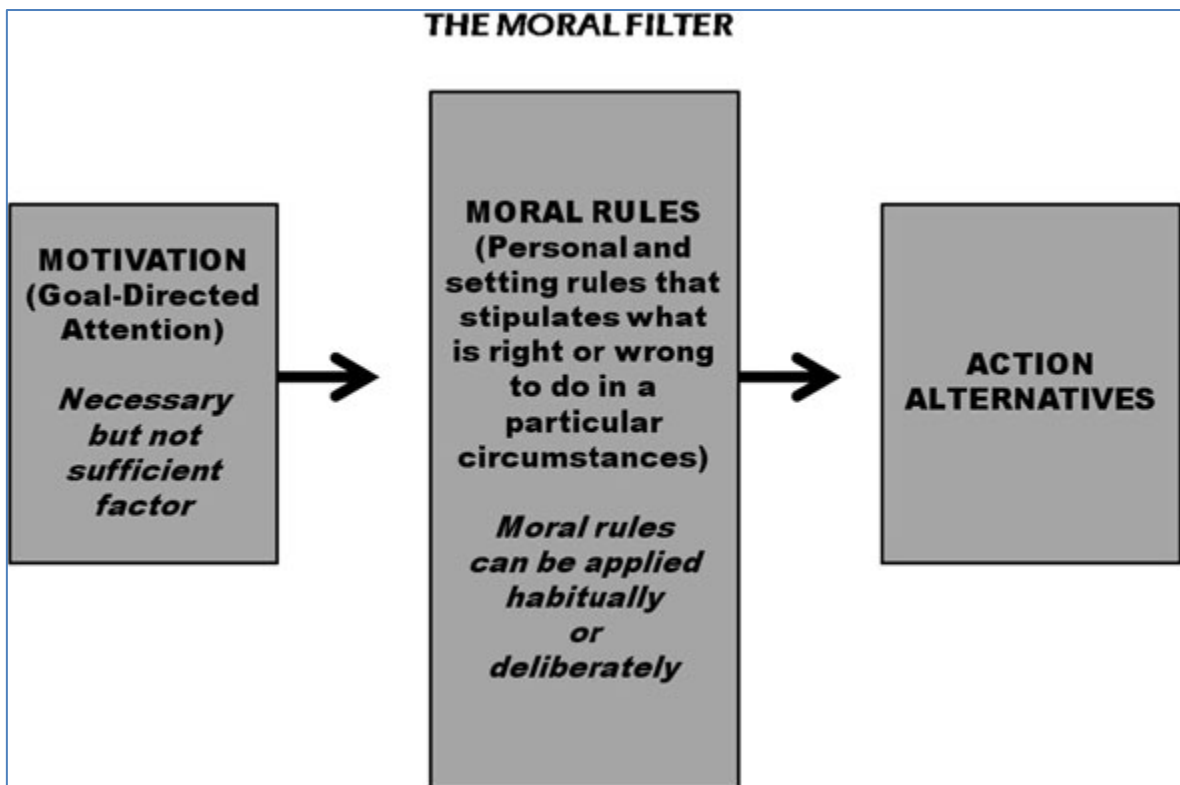 THE MORAL FILTER
MOTIVATION
(Goal-Directed
Attention)
Necessary
but not
sufficient
factor
MORAL RULES
(Personal and
setting rules that
stipulates what
is right or wrong
to do in a
particular
circumstances)
Moral rules
can be applied
habitually
or
deliberately
ACTION
ALTERNATIVES